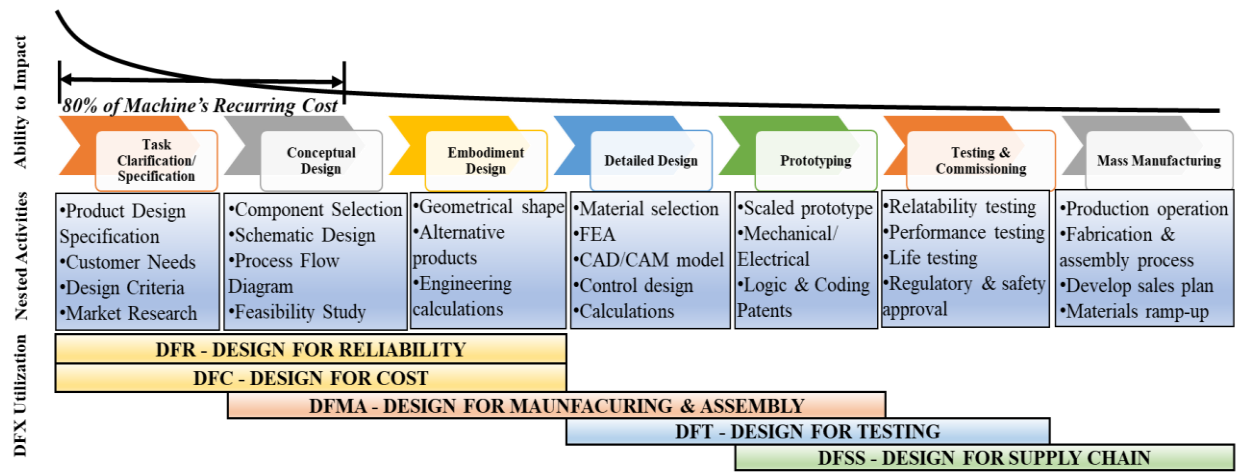 Ability to Impact
80% of Machine's Recurring Cost
Task
Clarification/
Specification
Conceptual
Design
Embodiment
Design
Detailed Design
Prototyping
Testing &
Commissioning
Mass Manufacturing
Nested Activities
•Product Design
Specification
•Customer Needs
•Design Criteria
•Market Research
•Component Selection
•Schematic Design
•Process Flow
Diagram
•Feasibility Study
•Geometrical shape
•Alternative
products
•Engineering
calculations
•Material selection
•FEA
•CAD/CAM model
•Control design
•Calculations
•Scaled prototype
•Mechanical/
Electrical
•Logic & Coding
Patents
•Relatability testing
•Performance testing
•Life testing
•Regulatory & safety
approval
•Production operation
•Fabrication &
assembly process
•Develop sales plan
•Materials ramp-up
DFX Utilization
DFR - DESIGN FOR RELIABILITY
DFC - DESIGN FOR COST
DFMA - DESIGN FOR MAUNFACURING & ASSEMBLY
DFT - DESIGN FOR TESTING
DFSS - DESIGN FOR SUPPLY CHAIN